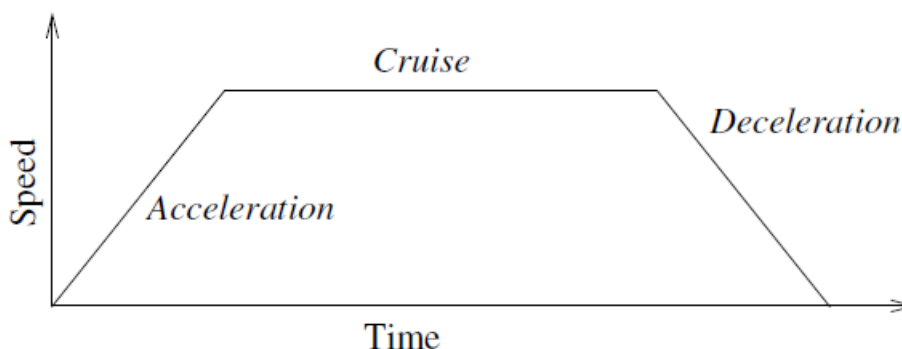 Cruise
Deceleration
Speed
Acceleration
Time